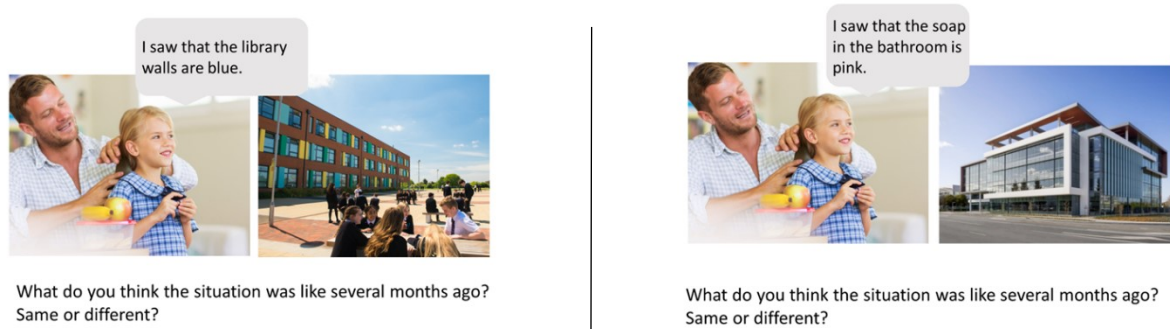 I saw that the library
walls are blue.
What do you think the situation was like several months ago?
Same or different?
I saw that the soap
in the bathroom is
pink.
What do you think the situation was like several months ago?
Same or different?